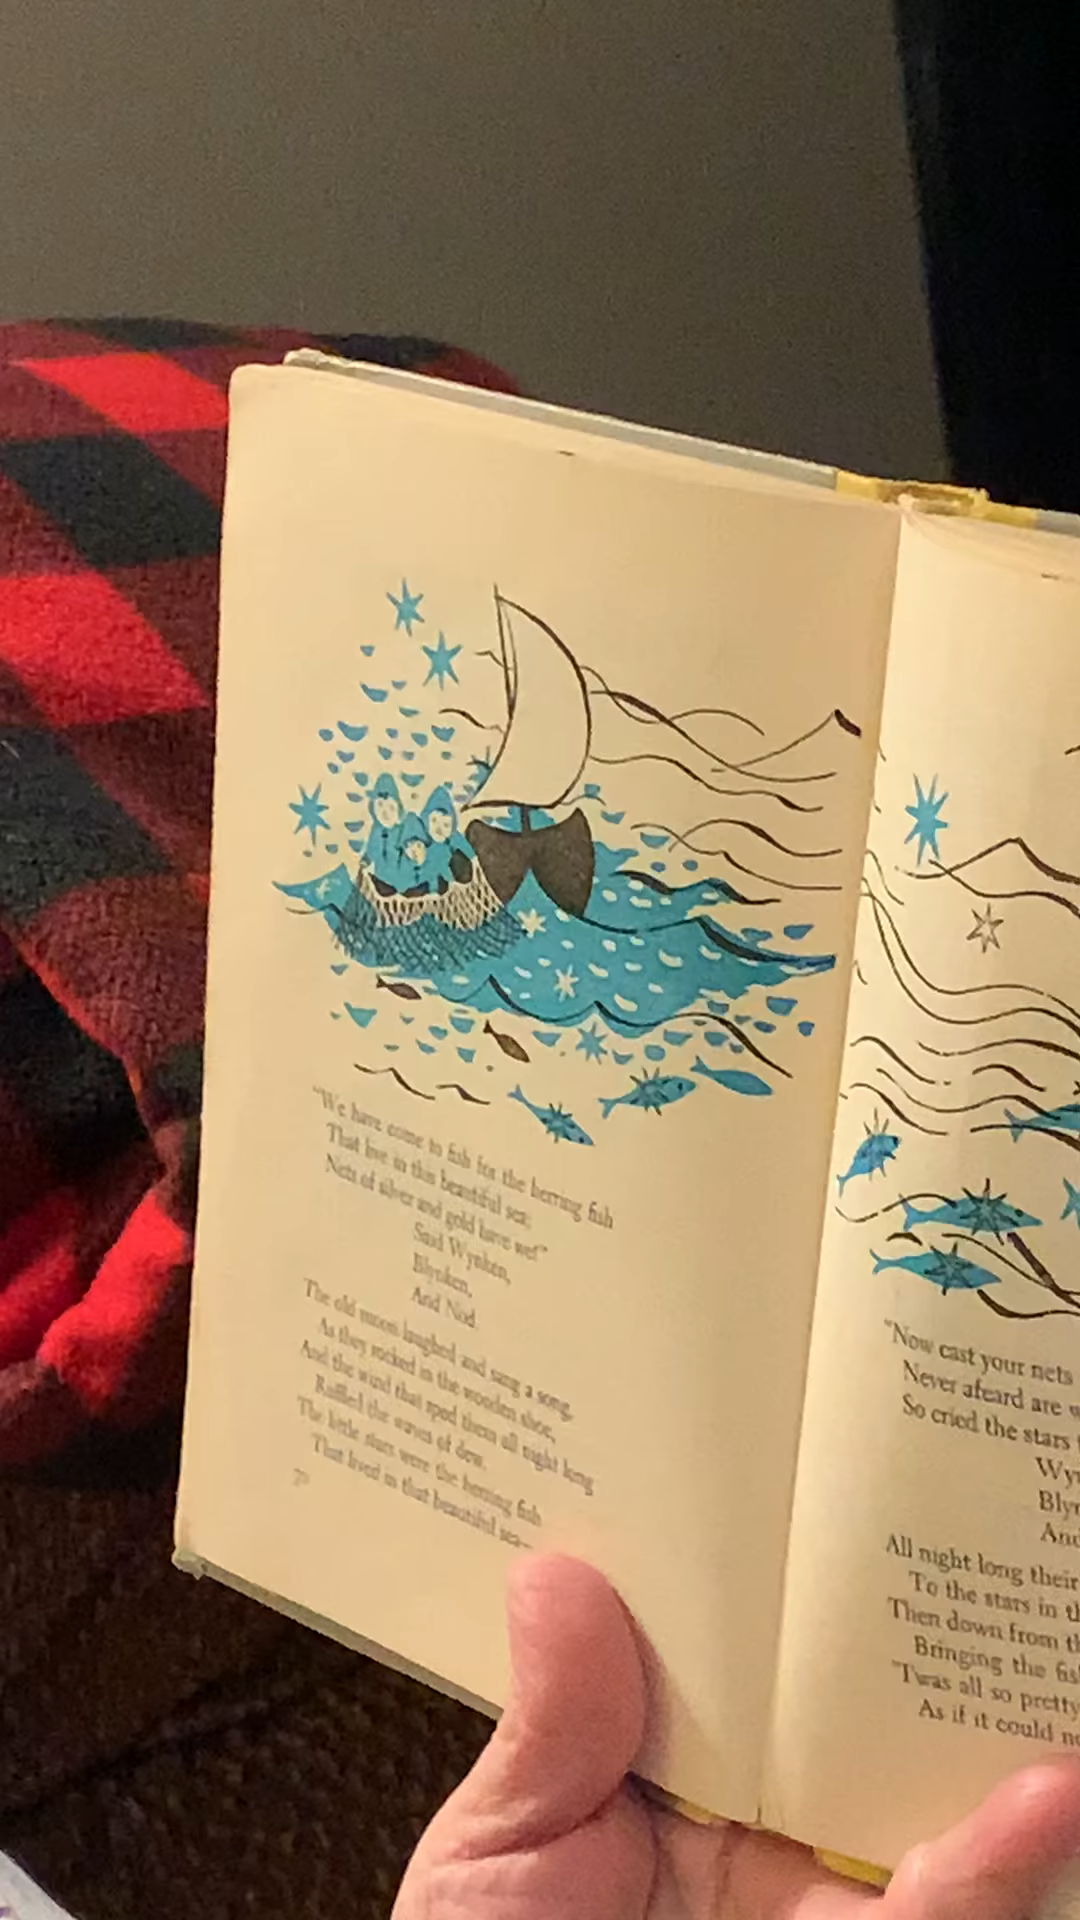 "We have come to fish for the herring fish
That live in this beautiful sea;
Nets of silver and gold have we!"
Said Wynken,
Blynken,
And Nod.
The old moon laughed and sang a song,
As they rocked in the wooden shoe,
And the wind that sped them all night long
Ruffled the waves of dew.
The little stars were the herring fish
That lived in that beautiful sea—
70
"Now cast your nets
Never afeard are w
So cried the stars
Wyn
Blyn
And
All night long their
To the stars in th
Then down from th
Bringing the fis
'Twas all so pretty
As if it could no